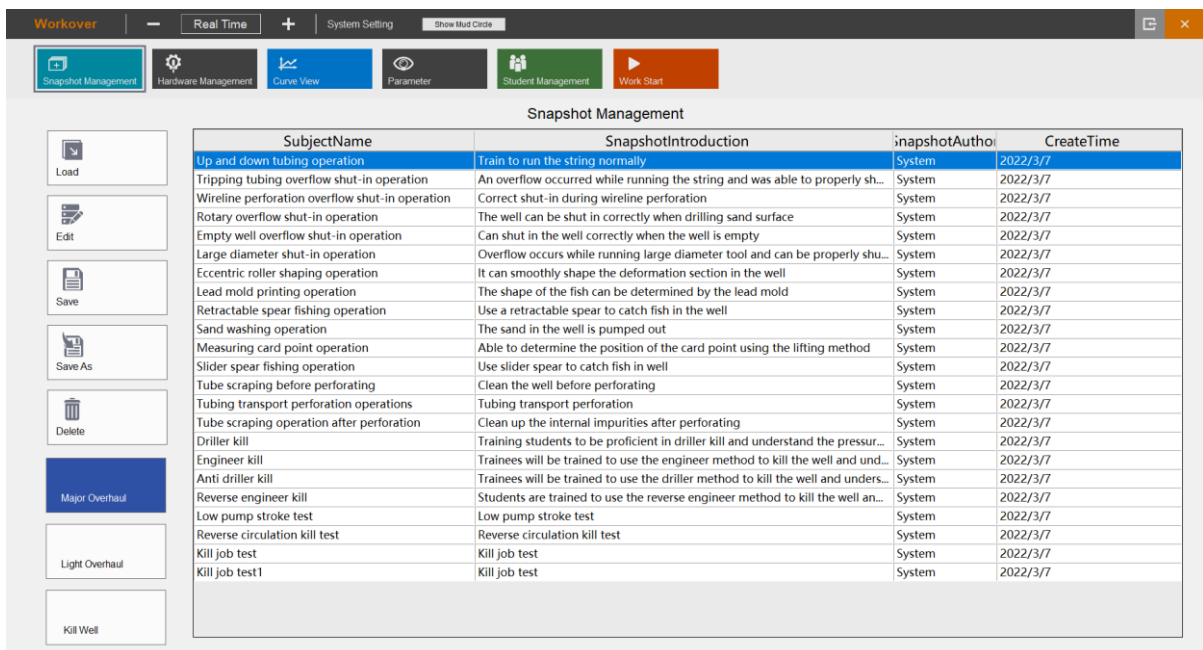 Workover − Real Time + System Setting Show Mud Circle
Snapshot Management Hardware Management Curve View Parameter Student Management Work Start
Snapshot Management
Load
Edit
Save
Save As
Delete
Major Overhaul
Light Overhaul
Kill Well
SubjectName SnapshotIntroduction SnapshotAuthor CreateTime
Up and down tubing operation Train to run the string normally System 2022/3/7
Tripping tubing overflow shut-in operation An overflow occurred while running the string and was able to properly sh... System 2022/3/7
Wireline perforation overflow shut-in operation Correct shut-in during wireline perforation System 2022/3/7
Rotary overflow shut-in operation The well can be shut in correctly when drilling sand surface System 2022/3/7
Empty well overflow shut-in operation Can shut in the well correctly when the well is empty System 2022/3/7
Large diameter shut-in operation Overflow occurs while running large diameter tool and can be properly shu... System 2022/3/7
Eccentric roller shaping operation It can smoothly shape the deformation section in the well System 2022/3/7
Lead mold printing operation The shape of the fish can be determined by the lead mold System 2022/3/7
Retractable spear fishing operation Use a retractable spear to catch fish in the well System 2022/3/7
Sand washing operation The sand in the well is pumped out System 2022/3/7
Measuring card point operation Able to determine the position of the card point using the lifting method System 2022/3/7
Slider spear fishing operation Use slider spear to catch fish in well System 2022/3/7
Tube scraping before perforating Clean the well before perforating System 2022/3/7
Tubing transport perforation operations Tubing transport perforation System 2022/3/7
Tube scraping operation after perforation Clean up the internal impurities after perforating System 2022/3/7
Driller kill Training students to be proficient in driller kill and understand the pressur... System 2022/3/7
Engineer kill Trainees will be trained to use the engineer method to kill the well and und... System 2022/3/7
Anti driller kill Trainees will be trained to use the driller method to kill the well and unders... System 2022/3/7
Reverse engineer kill Students are trained to use the reverse engineer method to kill the well an... System 2022/3/7
Low pump stroke test Low pump stroke test System 2022/3/7
Reverse circulation kill test Reverse circulation kill test System 2022/3/7
Kill job test Kill job test System 2022/3/7
Kill job test1 Kill job test System 2022/3/7